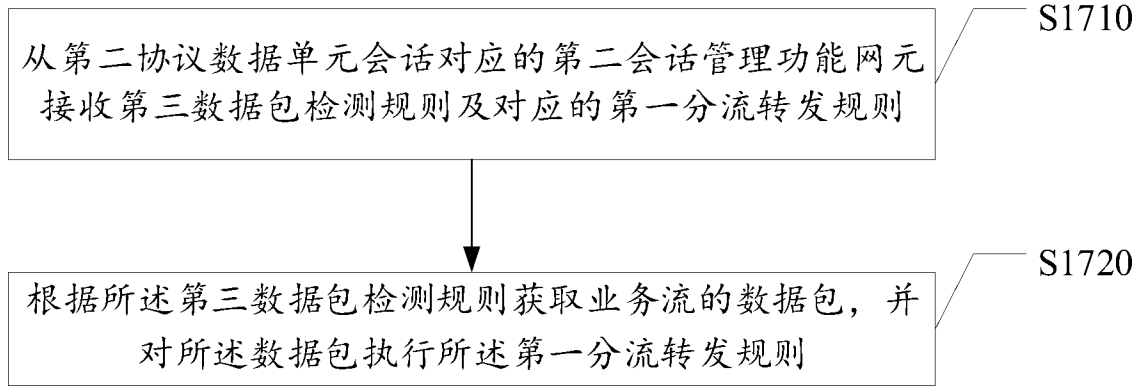 S1710
从第二协议数据单元会话对应的第二会话管理功能网元
接收第三数据包检测规则及对应的第一分流转发规则
S1720
根据所述第三数据包检测规则获取业务流的数据包，并
对所述数据包执行所述第一分流转发规则